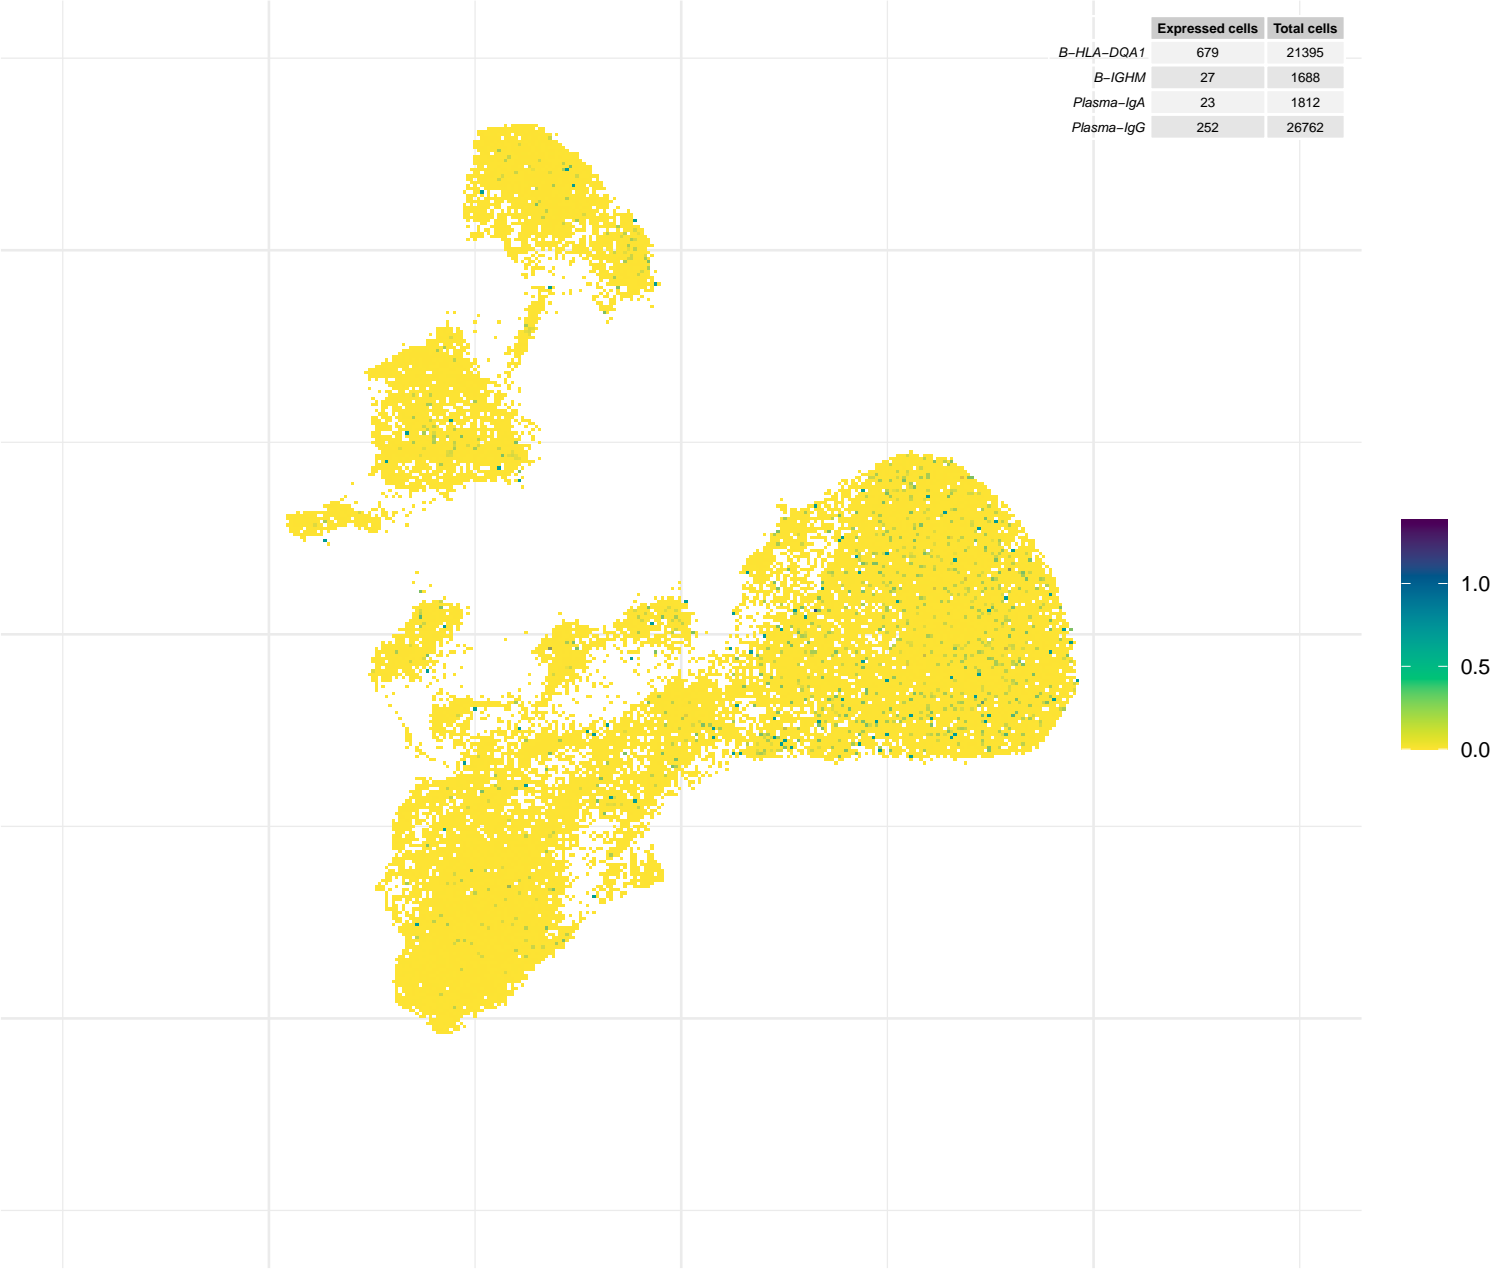 Expressed cells Total cells
B−HLA−DQA1 679 21395
B−IGHM 27 1688
Plasma−IgA 23 1812
Plasma−IgG 252 26762
1.0
0.5
0.0